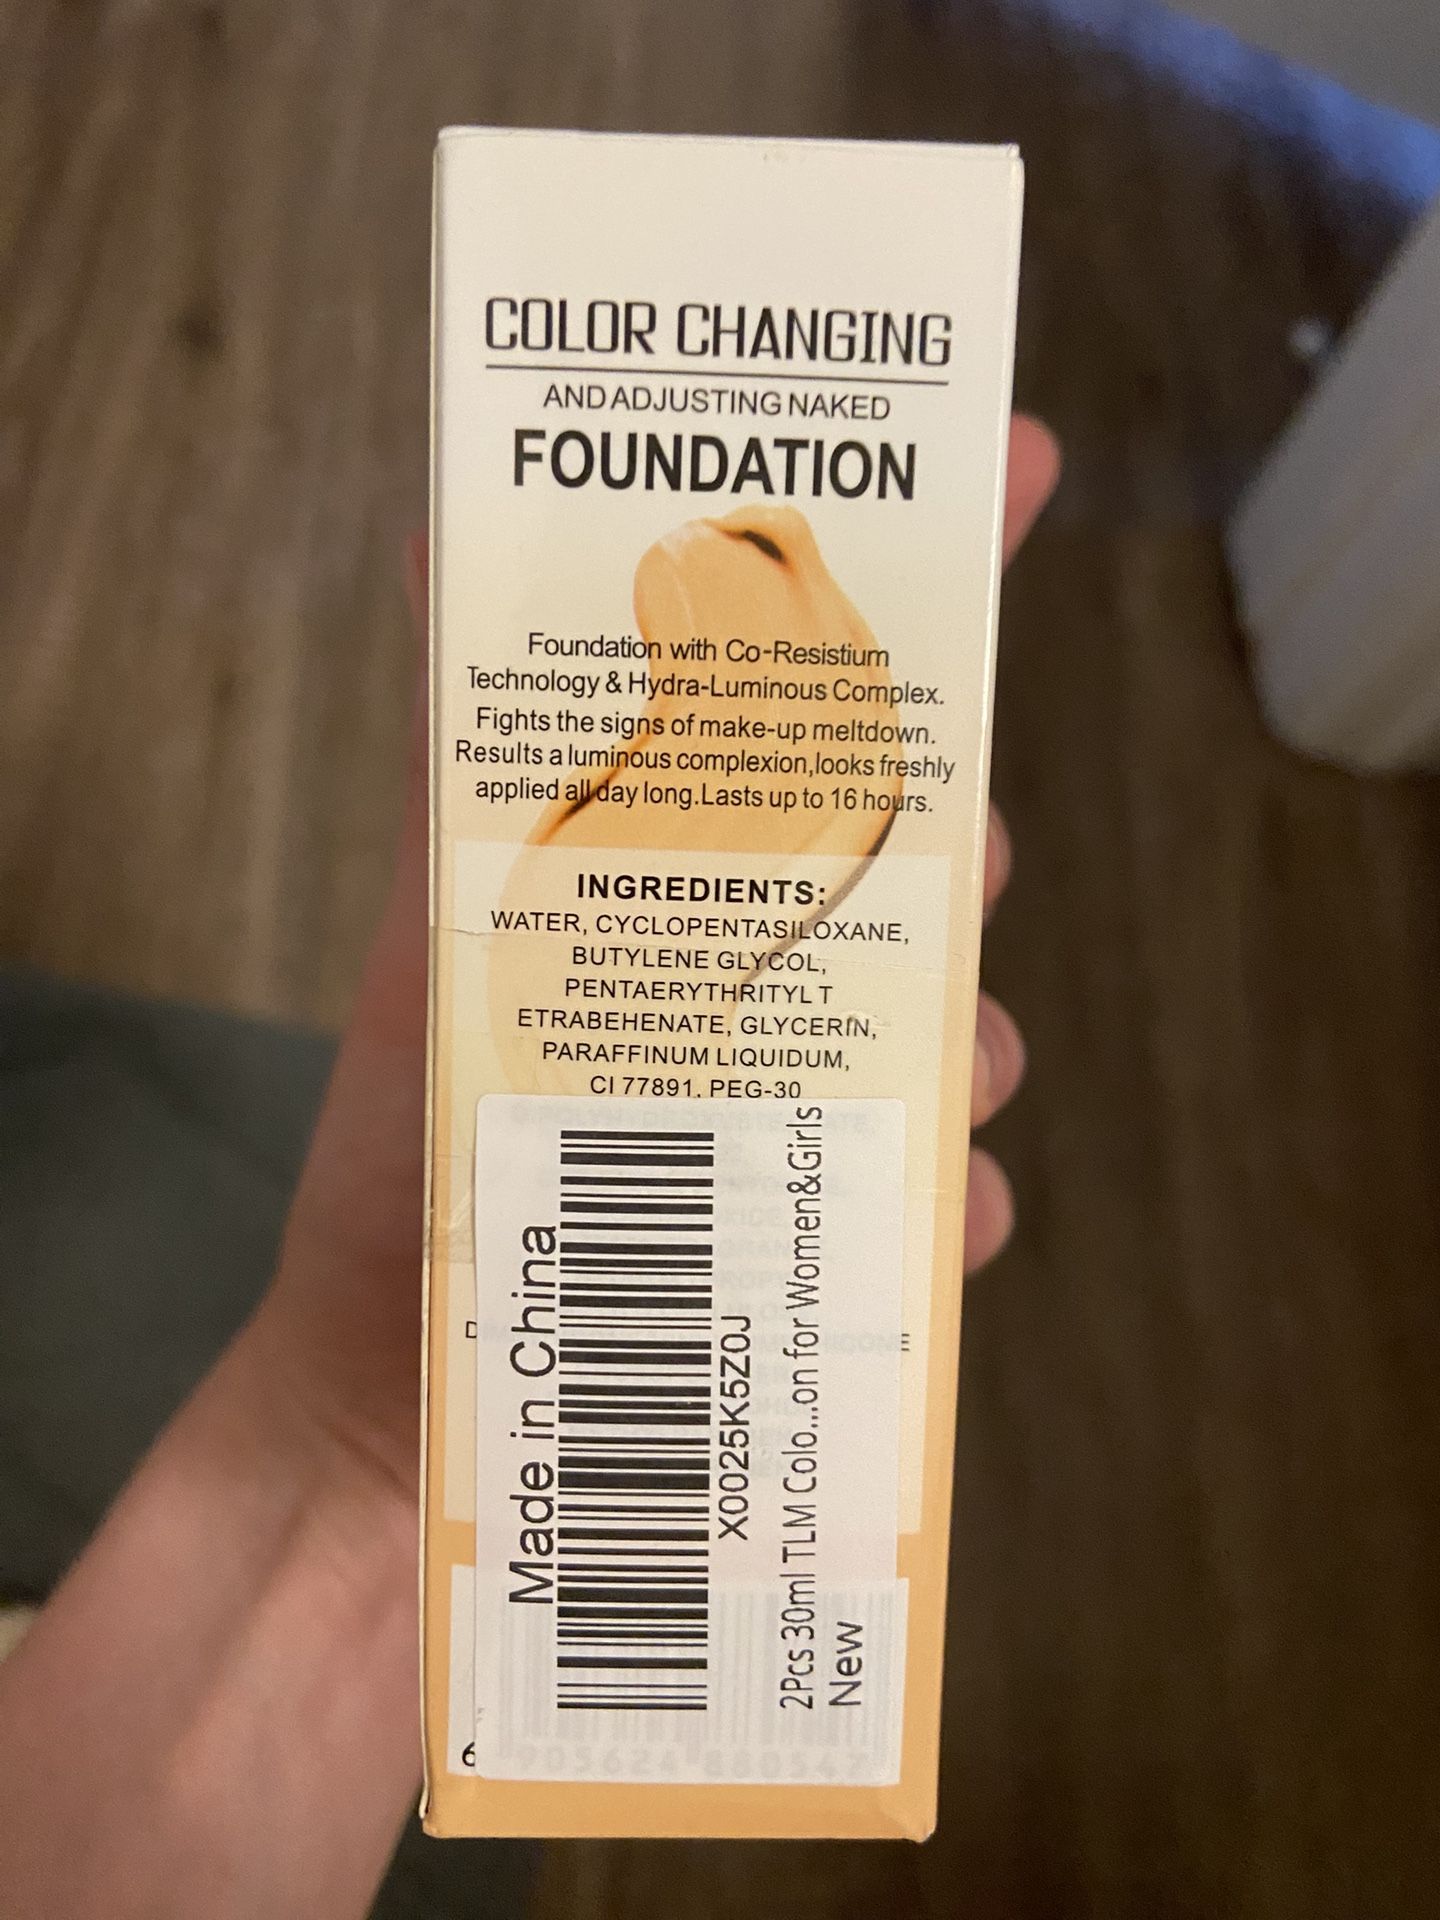 COLOR CHANGING
AND ADJUSTING NAKED
FOUNDATION
Foundation with Co-Resistium
Technology & Hydra-Luminous Complex.
Fights the signs of make-up meltdown.
Results a luminous complexion,looks freshly
applied all day long.Lasts up to 16 hours.
INGREDIENTS:
WATER, CYCLOPENTASILOXANE,
BUTYLENE GLYCOL,
PENTAERYTHRITYL T
ETRABEHENATE, GLYCERIN,
PARAFFINUM LIQUIDUM,
CI 77891, PEG-30
Made in China
X0025K5Z0J
2Pcs 30ml TLM Colo...on for Women&Girls
New
6 905624 880547